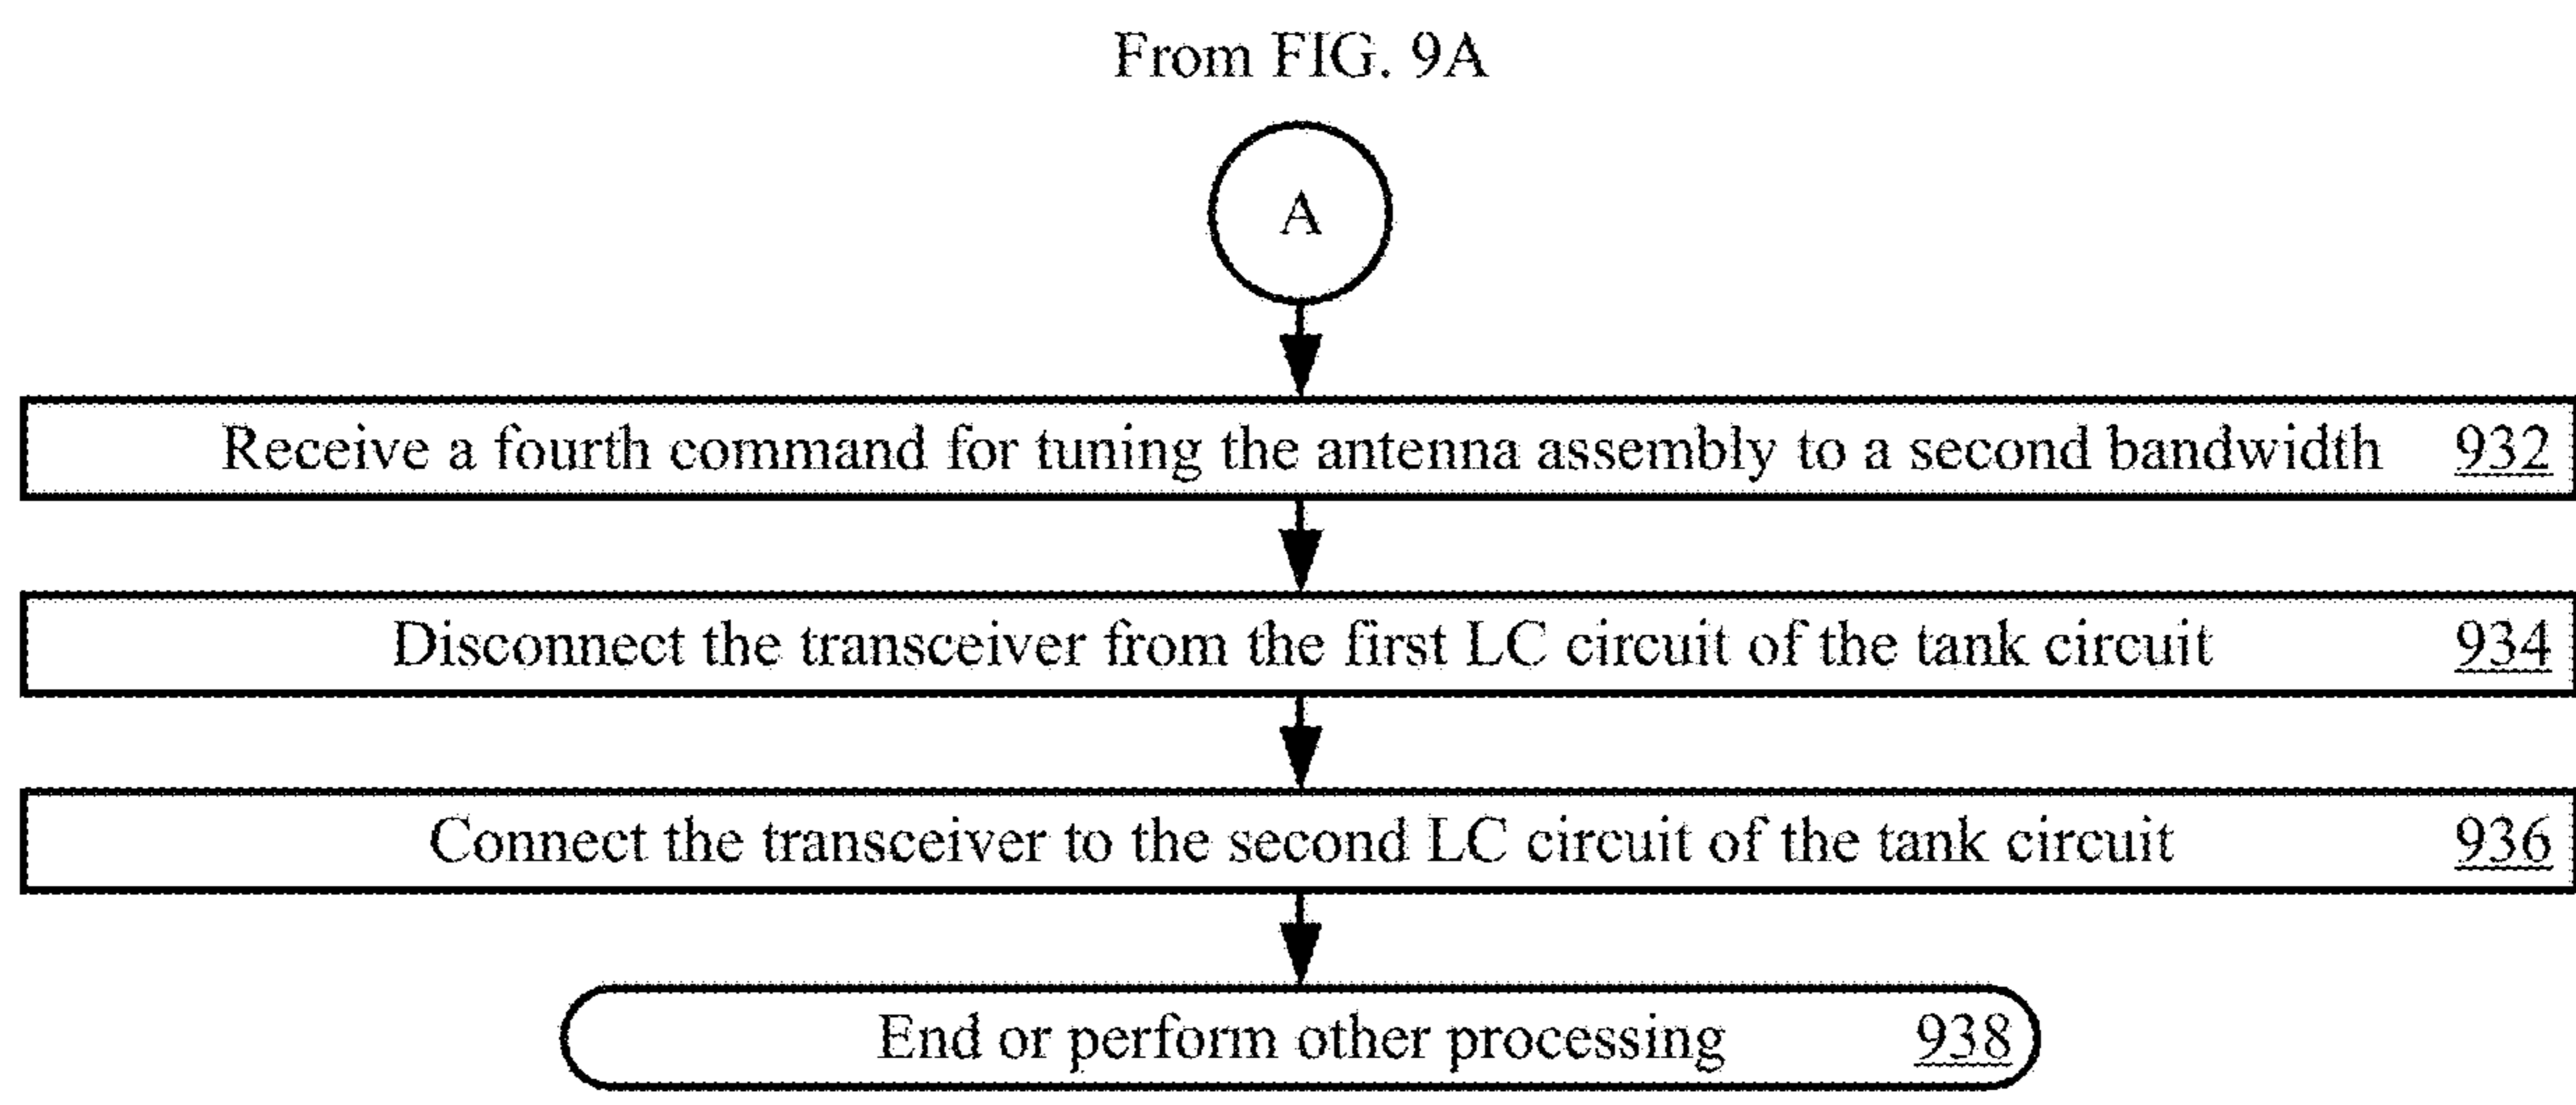 From FIG. 9A
A
Receive a fourth command for tuning the antenna assembly to a second bandwidth 932
Disconnect the transceiver from the first LC circuit of the tank circuit 934
Connect the transceiver to the second LC circuit of the tank circuit 936
End or perform other processing 938